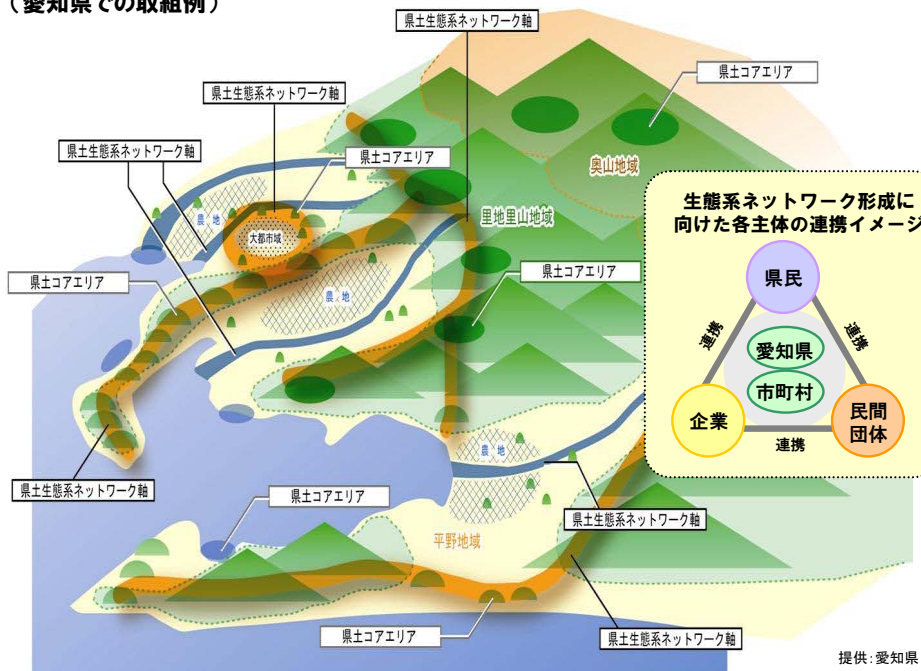 (愛知県での取組例)
県土生態系ネットワーク軸
県土コアエリア
県土生態系ネットワーク軸
県土生態系ネットワーク軸
県土コアエリア
奥山地域
農地
里地里山地域
大都市域
県土コアエリア
県土コアエリア
農地
農地
県土生態系ネットワーク軸
県土コアエリア
県土生態系ネットワーク軸
平野地域
県土コアエリア
県土生態系ネットワーク軸
生態系ネットワーク形成に
向けた各主体の連携イメージ
県民
連携
連携
愛知県
市町村
企業
民間
団体
連携
提供:愛知県